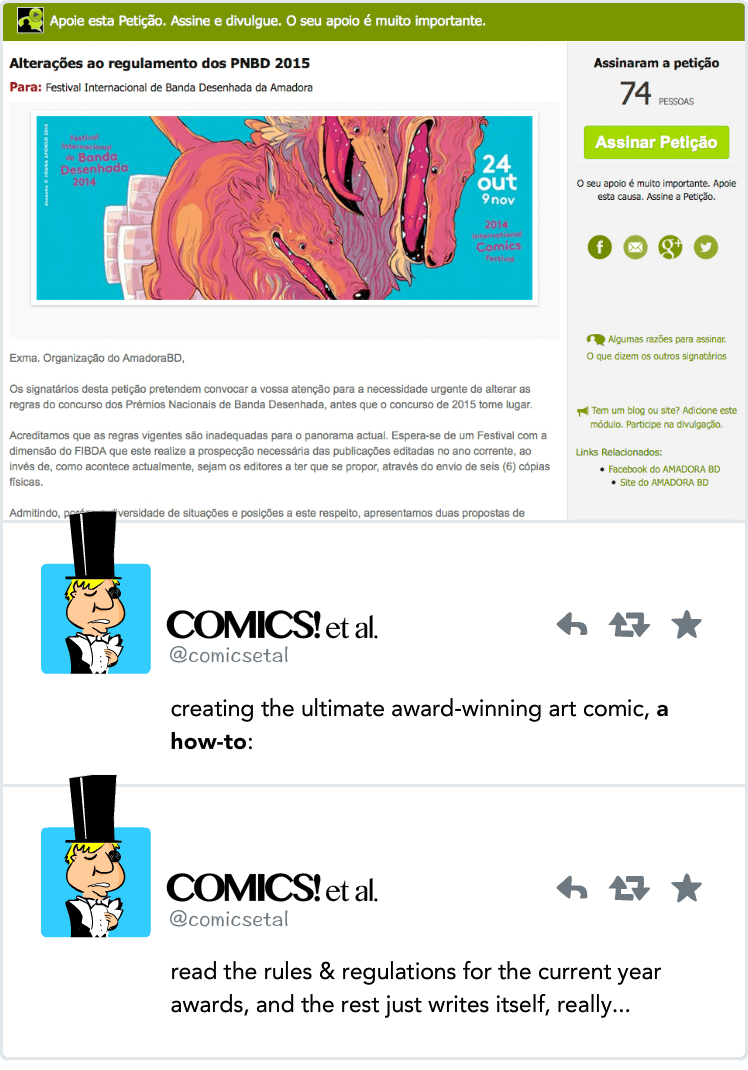 Apoie esta Petição. Assine e divulgue. O seu apoio é muito importante.
Alterações ao regulamento dos PNBD 2015
Para: Festival Internacional de Banda Desenhada da Amadora
desenho © JOANA AFONSO 2014
Festival
Internacional
de Banda
Desenhada
2014
24
out
9 nov
2014
International
Comics
Festival
Exma. Organização do AmadoraBD,
Os signatários desta petição pretendem convocar a vossa atenção para a necessidade urgente de alterar as
regras do concurso dos Prémios Nacionais de Banda Desenhada, antes que o concurso de 2015 tome lugar.
Acreditamos que as regras vigentes são inadequadas para o panorama actual. Espera-se de um Festival com a
dimensão do FIBDA que este realize a prospecção necessária das publicações editadas no ano corrente, ao
invés de, como acontece actualmente, sejam os editores a ter que se propor, através do envio de seis (6) cópias
físicas.
Admitindo, diversidade de situações e posições a este respeito, apresentamos duas propostas de
Assinaram a petição
74 PESSOAS
Assinar Petição
O seu apoio é muito importante. Apoie
esta causa. Assine a Petição.
Algumas razões para assinar.
O que dizem os outros signatários
Tem um blog ou site? Adicione este
módulo. Participe na divulgação.
Links Relacionados:
• Facebook do AMADORA BD
• Site do AMADORA BD
COMICS! et al.
@comicsetal
creating the ultimate award-winning art comic, a
how-to:
COMICS! et al.
@comicsetal
read the rules & regulations for the current year
awards, and the rest just writes itself, really...